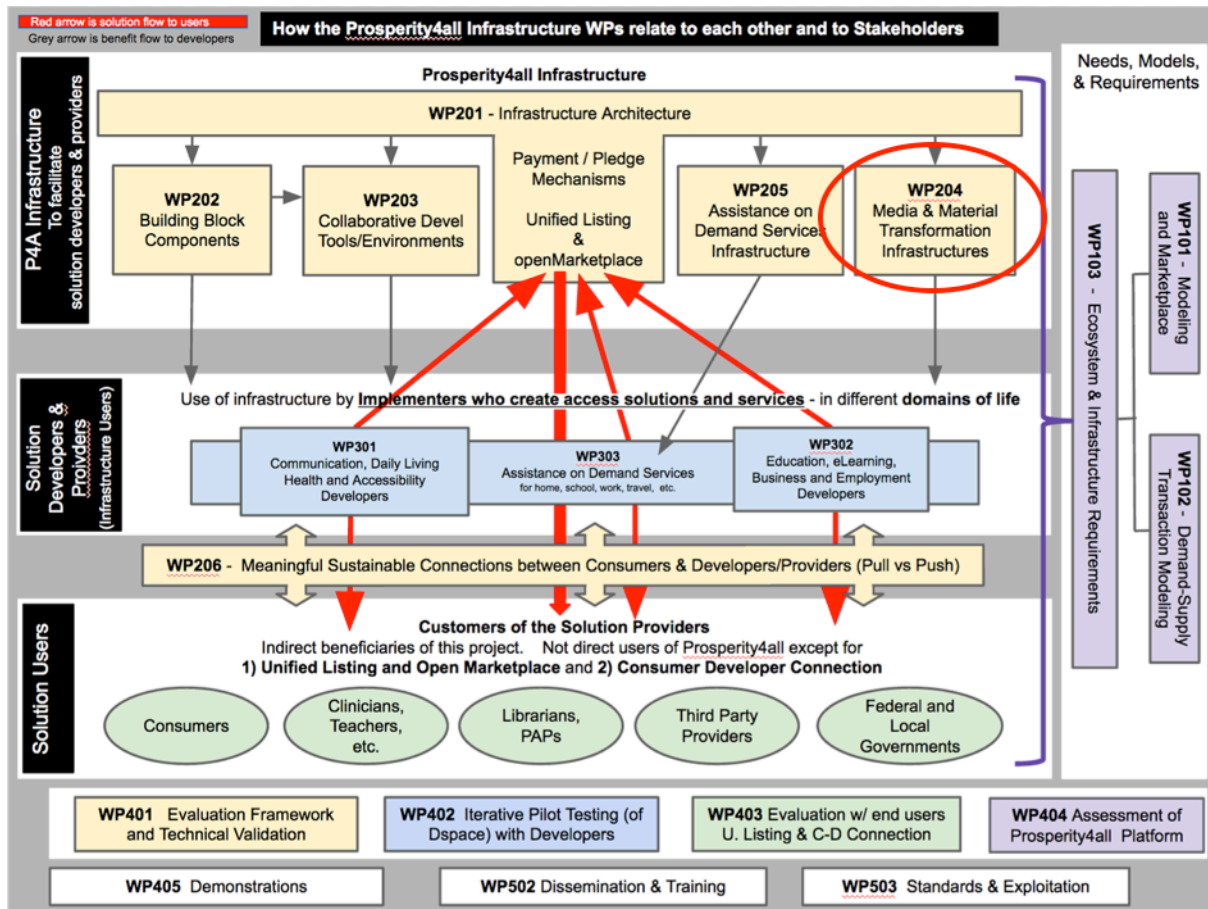 Red arrow is solution flow to users
Grey arrow is benefit flow to developers
How the Prosperity4all Infrastructure WPs relate to each other and to Stakeholders
P4A Infrastructure
To facilitate
solution developers & providers
Prosperity4all Infrastructure
WP201 - Infrastructure Architecture
WP202
Building Block
Components
WP203
Collaborative Devel
Tools/Environments
Payment / Pledge
Mechanisms
Unified Listing
&
openMarketplace
WP205
Assistance on
Demand Services
Infrastructure
WP204
Media & Material
Transformation
Infrastructures
Solution
Developers &
Proivders
(Infrastructure Users)
Use of infrastructure by Implementers who create access solutions and services - in different domains of life
WP301
Communication, Daily Living
Health and Accessibility
Developers
WP303
Assistance on Demand Services
for home, school, work, travel, etc.
WP302
Education, eLearning,
Business and Employment
Developers
WP206 - Meaningful Sustainable Connections between Consumers & Developers/Providers (Pull vs Push)
Solution Users
Customers of the Solution Providers
Indirect beneficiaries of this project. Not direct users of Prosperity4all except for
1) Unified Listing and Open Marketplace and 2) Consumer Developer Connection
Consumers
Clinicians,
Teachers,
etc.
Librarians,
PAPs
Third Party
Providers
Federal and
Local
Governments
Needs, Models,
& Requirements
WP103 - Ecosystem & Infrastructure Requirements
WP101 - Modeling
and Marketplace
WP102 - Demand-Supply
Transaction Modeling
WP401 Evaluation Framework
and Technical Validation
WP402 Iterative Pilot Testing (of
Dspace) with Developers
WP403 Evaluation w/ end users
U. Listing & C-D Connection
WP404 Assessment of
Prosperity4all Platform
WP405 Demonstrations
WP502 Dissemination & Training
WP503 Standards & Exploitation